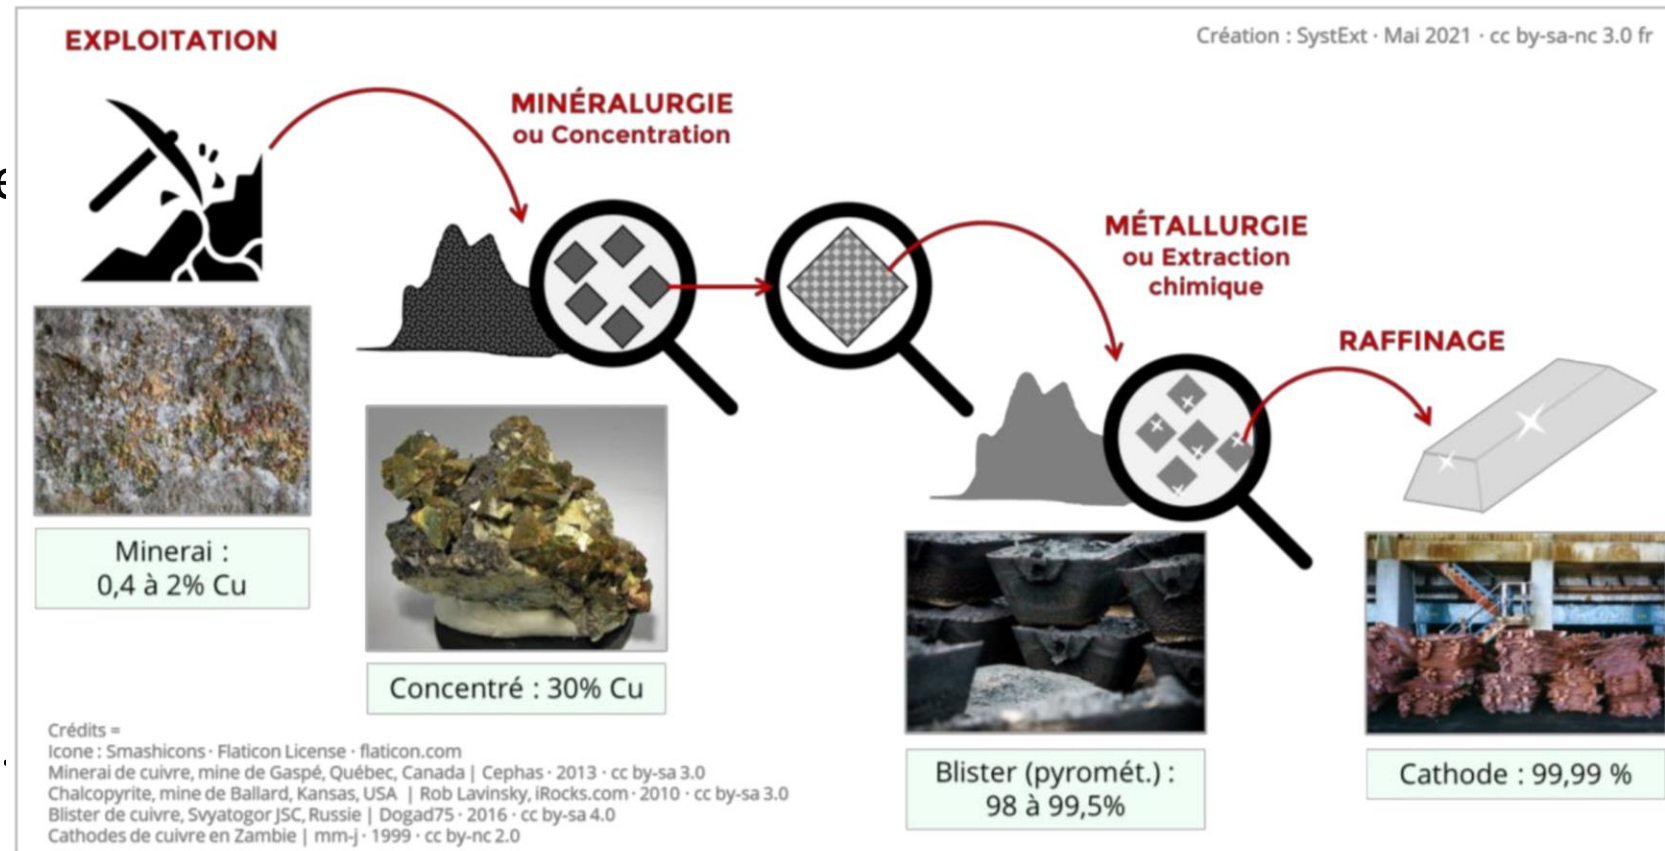 EXPLOITATION
Création : SystExt · Mai 2021 · cc by-sa-nc 3.0 fr
MINÉRALURGIE
ou Concentration
MÉTALLURGIE
ou Extraction
chimique
RAFFINAGE
Minerai :
0,4 à 2% Cu
Concentré : 30% Cu
Blister (pyromét.) :
98 à 99,5%
Cathode : 99,99 %
Crédits =
Icone : Smashicons · Flaticon License · flaticon.com
Minerai de cuivre, mine de Gaspé, Québec, Canada | Cephas · 2013 · cc by-sa 3.0
Chalcopyrite, mine de Ballard, Kansas, USA | Rob Lavinsky, iRocks.com · 2010 · cc by-sa 3.0
Blister de cuivre, Svyatogor JSC, Russie | Dogad75 · 2016 · cc by-sa 4.0
Cathodes de cuivre en Zambie | mm-j · 1999 · cc by-nc 2.0